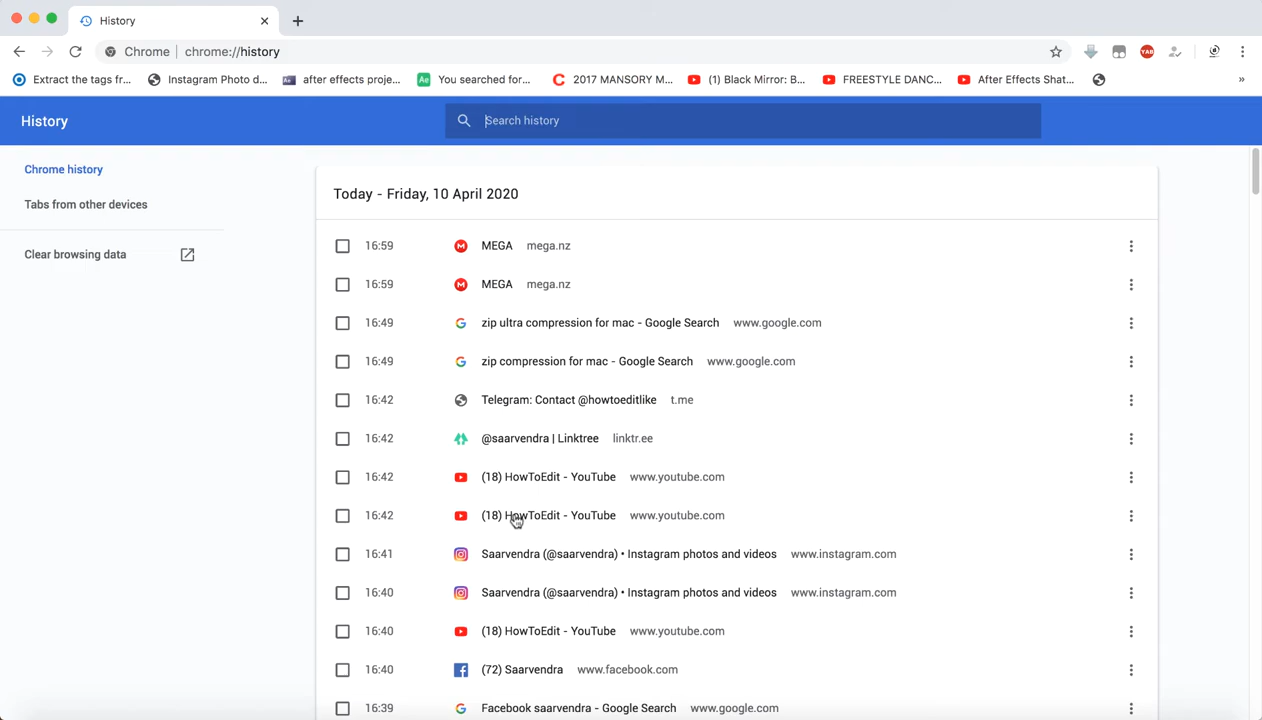 History
Chrome chrome://history
Extract the tags fr... Instagram Photo d... after effects proje... Ae You searched for... 2017 MANSORY M... (1) Black Mirror: B... FREESTYLE DANC... After Effects Shat... »
History Search history
Chrome history
Tabs from other devices
Clear browsing data
Today - Friday, 10 April 2020
16:59 MEGA mega.nz
16:59 MEGA mega.nz
16:49 zip ultra compression for mac - Google Search www.google.com
16:49 zip compression for mac - Google Search www.google.com
16:42 Telegram: Contact @howtoeditlike t.me
16:42 @saarvendra | Linktree linktr.ee
16:42 (18) HowToEdit - YouTube www.youtube.com
16:42 (18) HowToEdit - YouTube www.youtube.com
16:41 Saarvendra (@saarvendra) • Instagram photos and videos www.instagram.com
16:40 Saarvendra (@saarvendra) • Instagram photos and videos www.instagram.com
16:40 (18) HowToEdit - YouTube www.youtube.com
16:40 (72) Saarvendra www.facebook.com
16:39 Facebook saarvendra - Google Search www.google.com